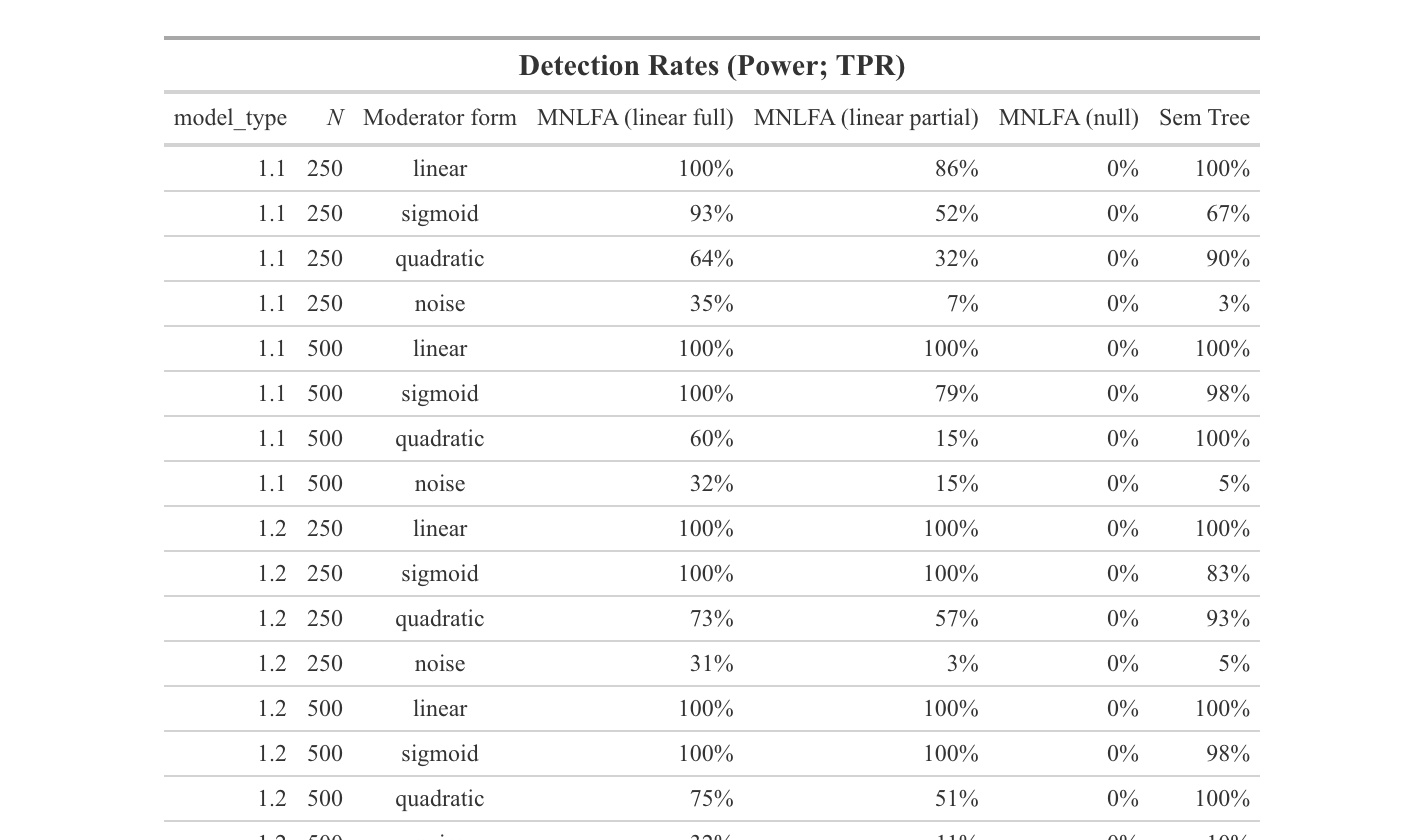 Detection Rates (Power; TPR)
model_type N Moderator form MNLFA (linear full) MNLFA (linear partial) MNLFA (null) Sem Tree
1.1 250 linear 100% 86% 0% 100%
1.1 250 sigmoid 93% 52% 0% 67%
1.1 250 quadratic 64% 32% 0% 90%
1.1 250 noise 35% 7% 0% 3%
1.1 500 linear 100% 100% 0% 100%
1.1 500 sigmoid 100% 79% 0% 98%
1.1 500 quadratic 60% 15% 0% 100%
1.1 500 noise 32% 15% 0% 5%
1.2 250 linear 100% 100% 0% 100%
1.2 250 sigmoid 100% 100% 0% 83%
1.2 250 quadratic 73% 57% 0% 93%
1.2 250 noise 31% 3% 0% 5%
1.2 500 linear 100% 100% 0% 100%
1.2 500 sigmoid 100% 100% 0% 98%
1.2 500 quadratic 75% 51% 0% 100%